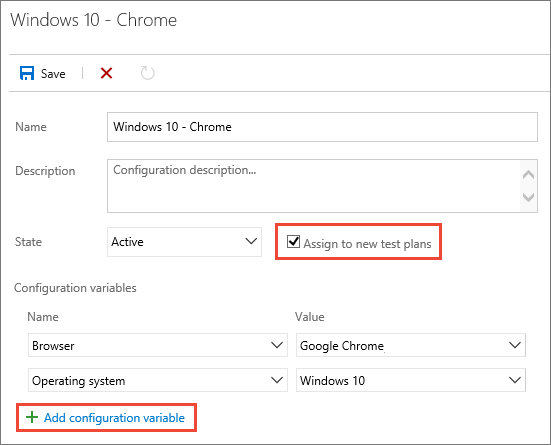 Windows 10 - Chrome
Save
Name Windows 10 - Chrome
Description Configuration description...
State Active Assign to new test plans
Configuration variables
Name Value
Browser Google Chrome
Operating system Windows 10
Add configuration variable